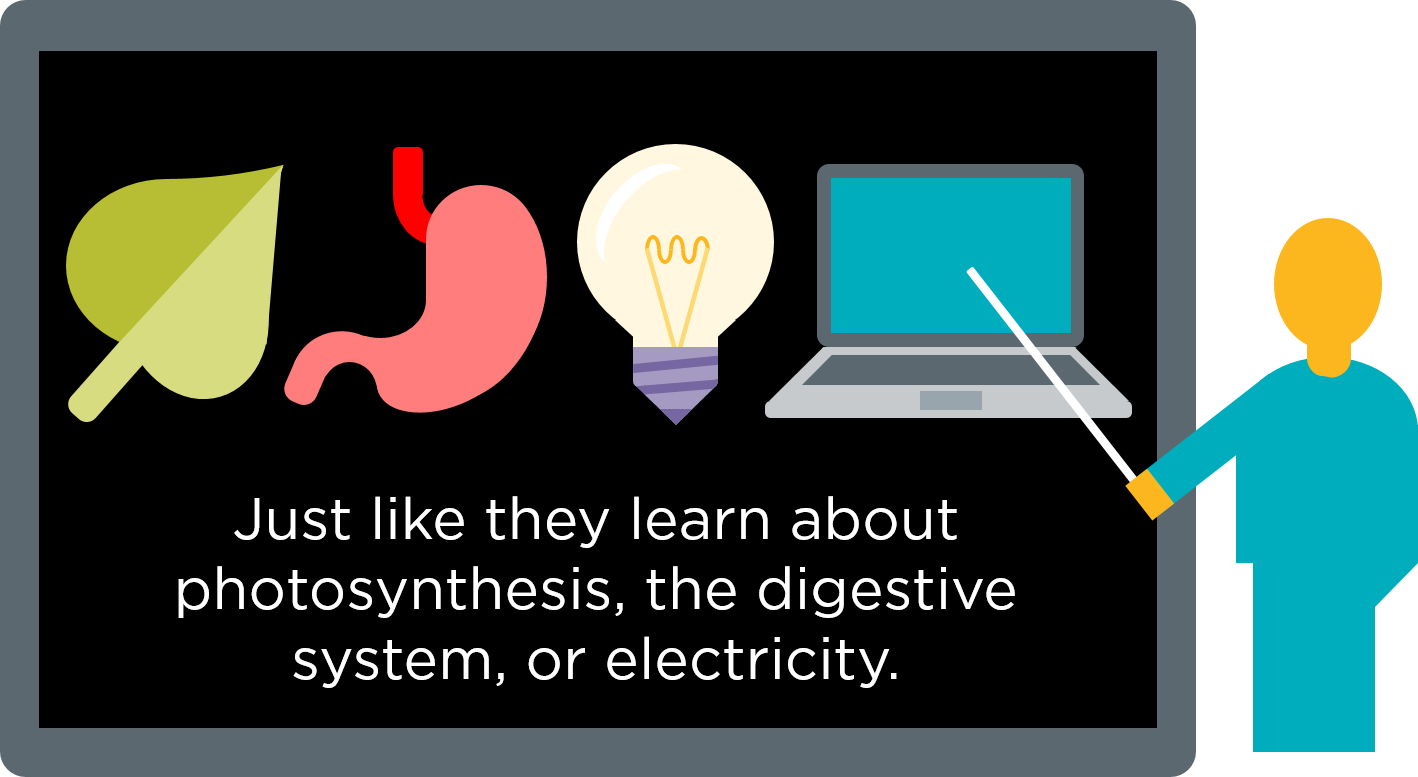 Just like they learn about
photosynthesis, the digestive
system, or electricity.